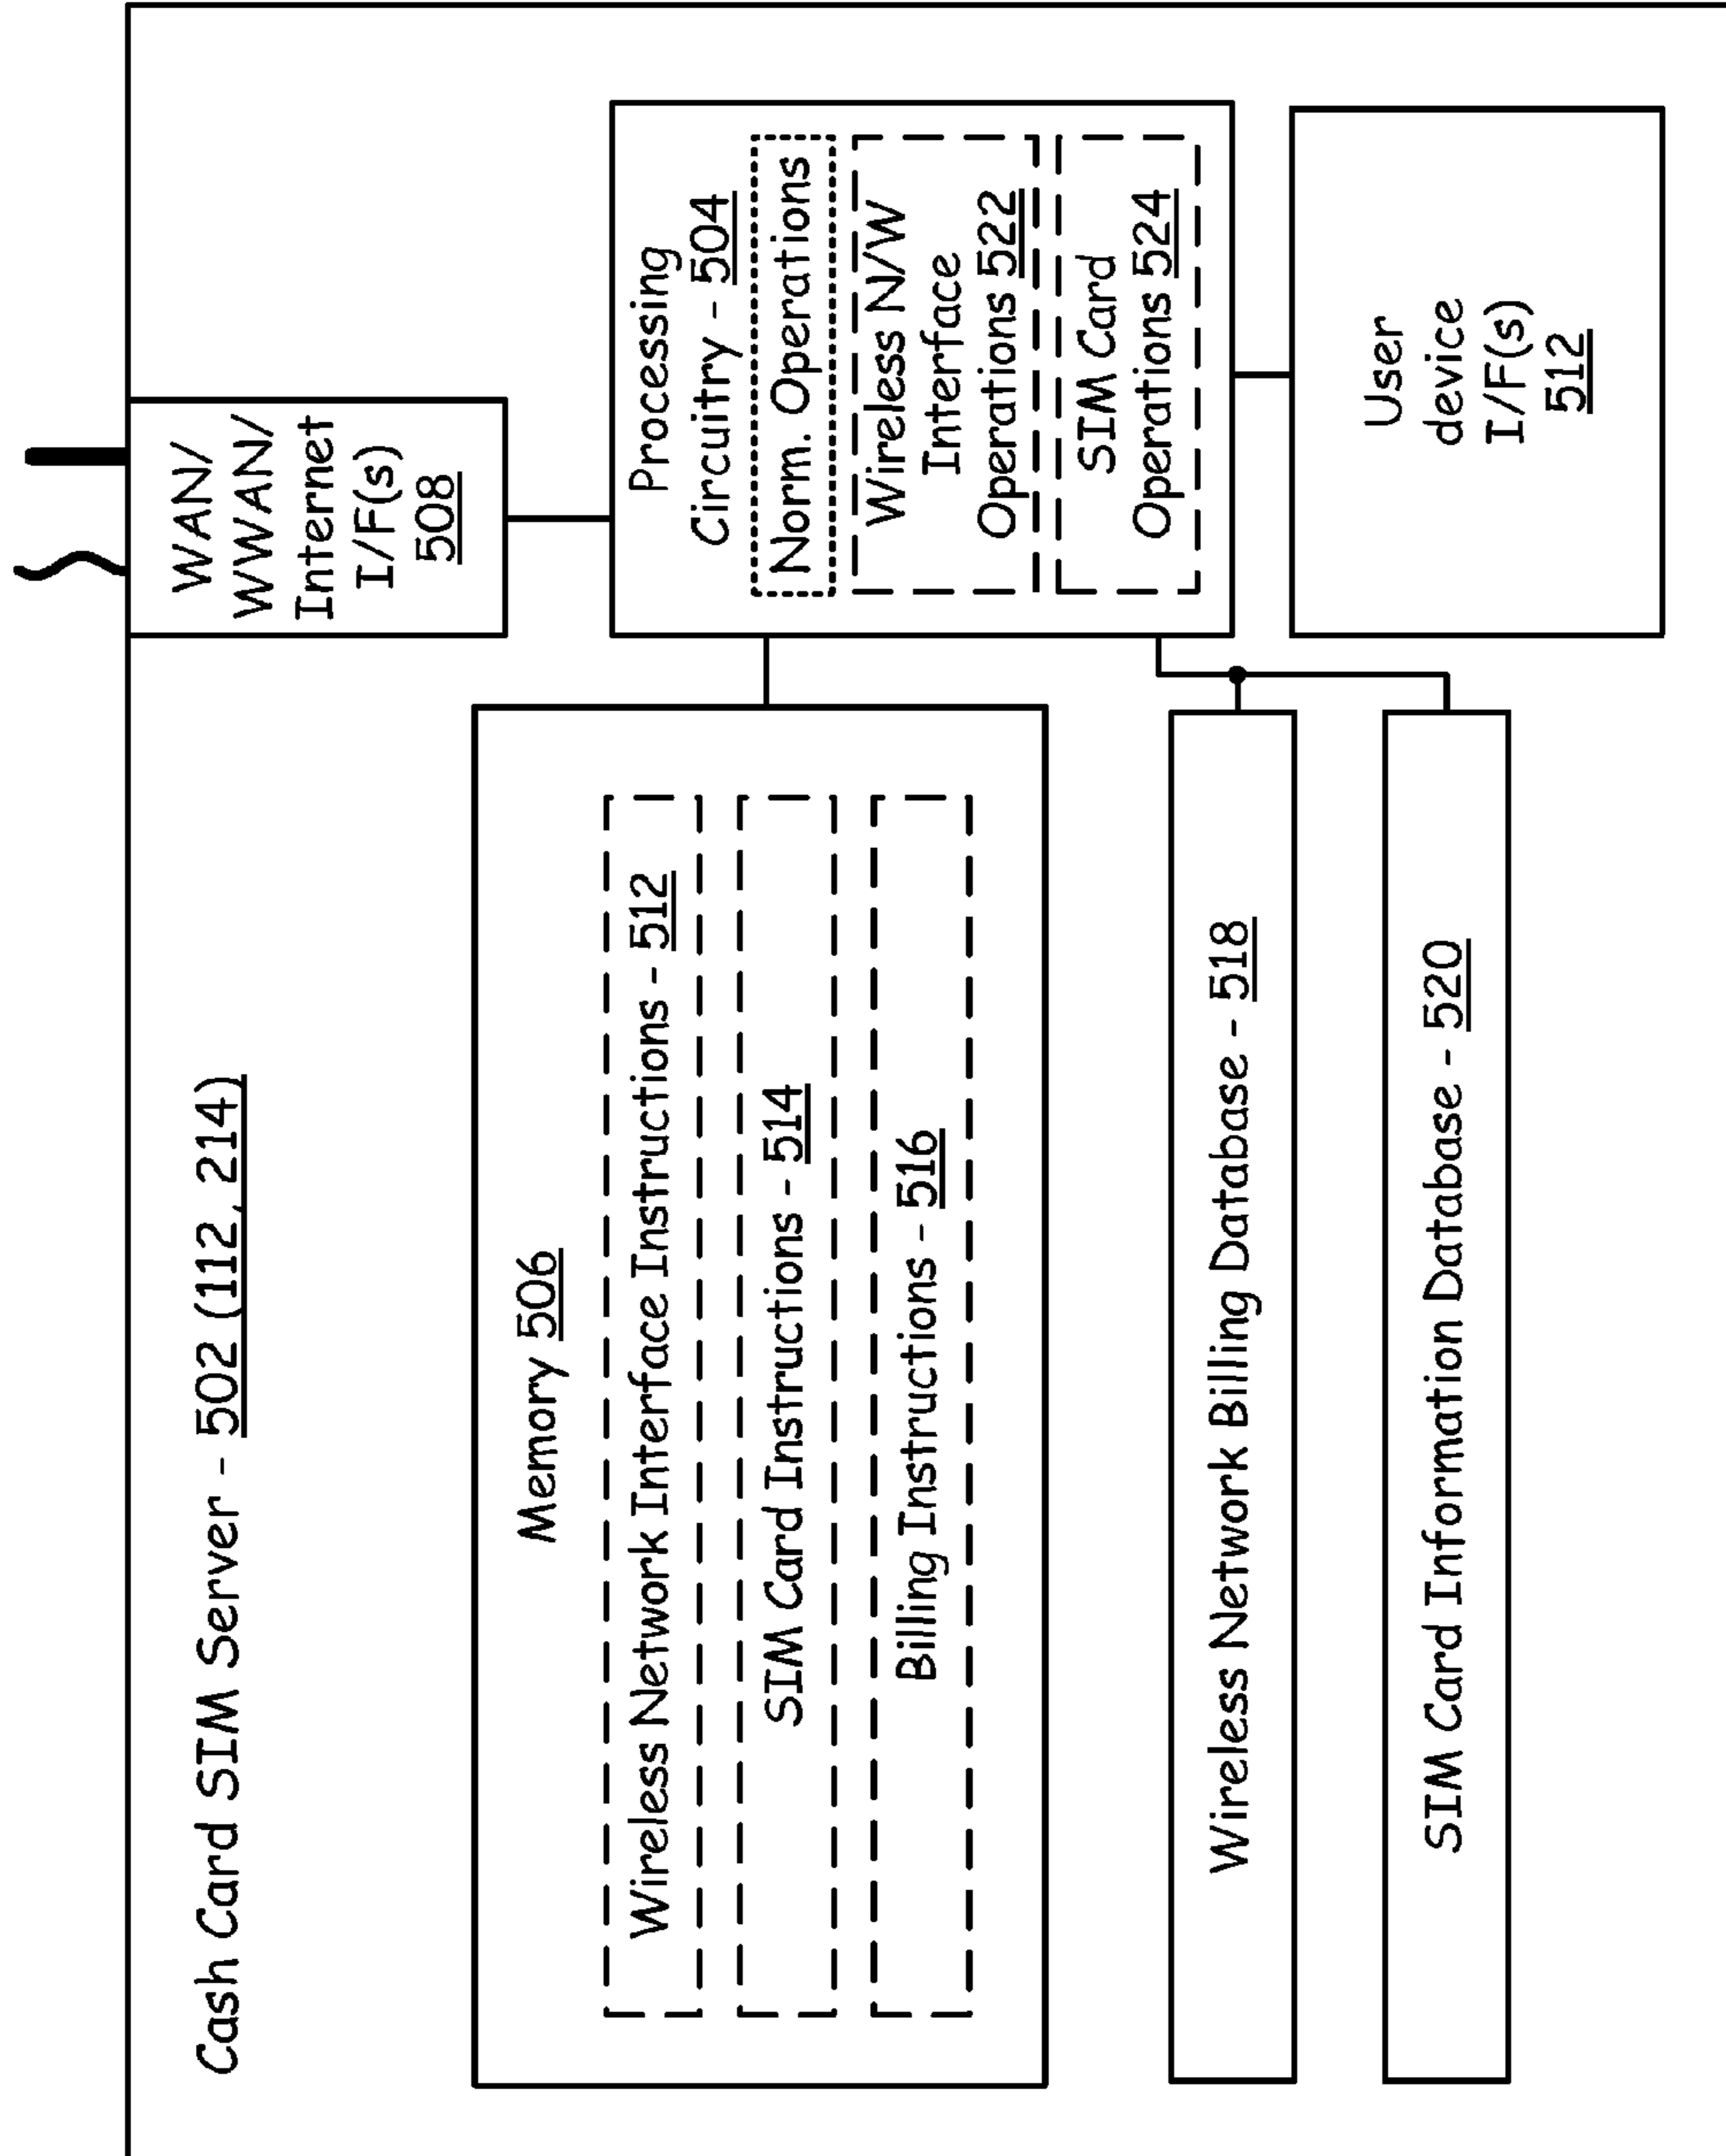 Cash Card SIM Server - 502 (112, 214)
WAN/
WWAN/
Internet
I/F(s)
508
Memory 506
Wireless Network Interface Instructions - 512
SIM Card Instructions - 514
Billing Instructions - 516
Processing
Circuitry - 504
Norm. Operations
Wireless N/W
Interface
Operations 522
SIM Card
Operations 524
Wireless Network Billing Database - 518
SIM Card Information Database - 520
User
device
I/F(s)
512